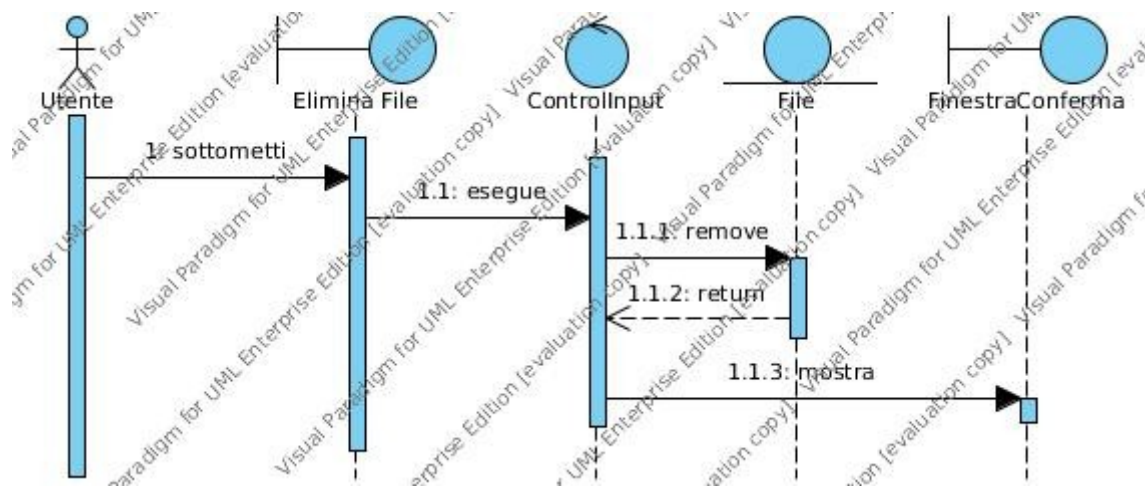 Utente
Elimina File
ControlInput
File
FinestraConferma
1: sottometti
1.1: esegue
1.1.1: remove
1.1.2: return
1.1.3: mostra
Visual Paradigm for UML Enterprise Edition [evaluation copy]